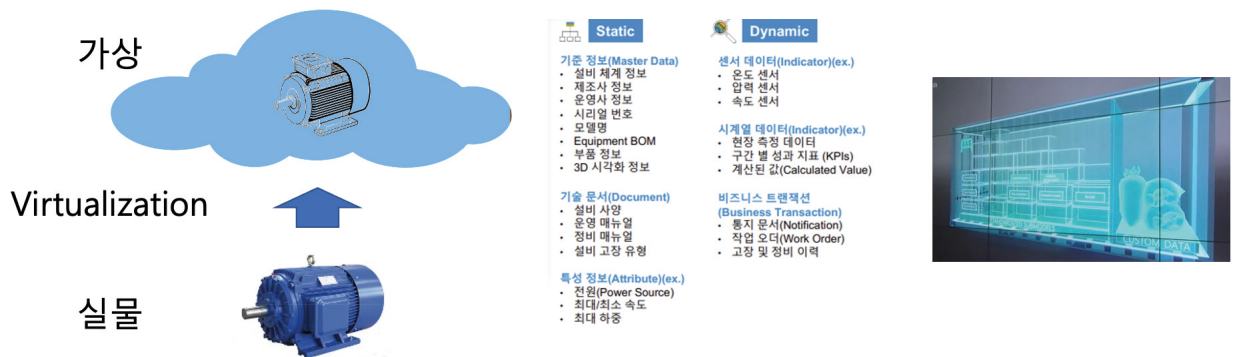 가상
Virtualization
실물
Static
기준 정보(Master Data)
• 설비 체계 정보
• 제조사 정보
• 운영사 정보
• 시리얼 번호
• 모델명
• Equipment BOM
• 부품 정보
• 3D 시각화 정보
기술 문서(Document)
• 설비 사양
• 운영 매뉴얼
• 정비 매뉴얼
• 설비 고장 유형
특성 정보(Attribute)(ex.)
• 전원(Power Source)
• 최대/최소 속도
• 최대 하중
Dynamic
센서 데이터(Indicator)(ex.)
• 온도 센서
• 압력 센서
• 속도 센서
시계열 데이터(Indicator)(ex.)
• 현장 측정 데이터
• 구간 별 성과 지표 (KPIs)
• 계산된 값(Calculated Value)
비즈니스 트랜잭션
(Business Transaction)
• 통지 문서(Notification)
• 작업 오더(Work Order)
• 고장 및 정비 이력
CUSTOM DATA